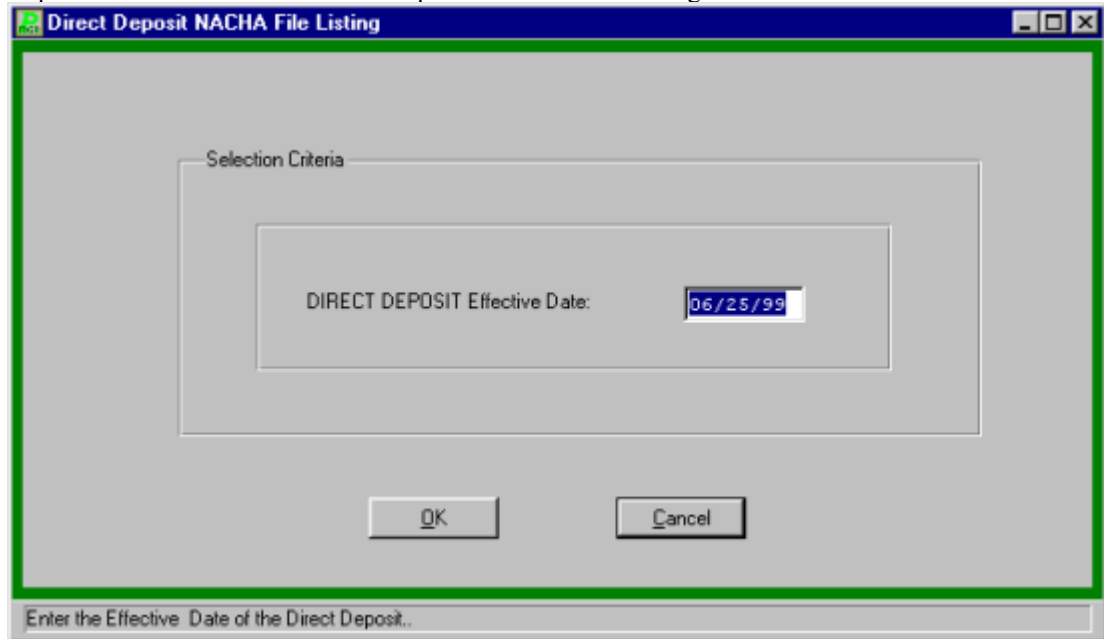 Direct Deposit NACHA File Listing
Selection Criteria
DIRECT DEPOSIT Effective Date: 06/25/99
OK Cancel
Enter the Effective Date of the Direct Deposit..